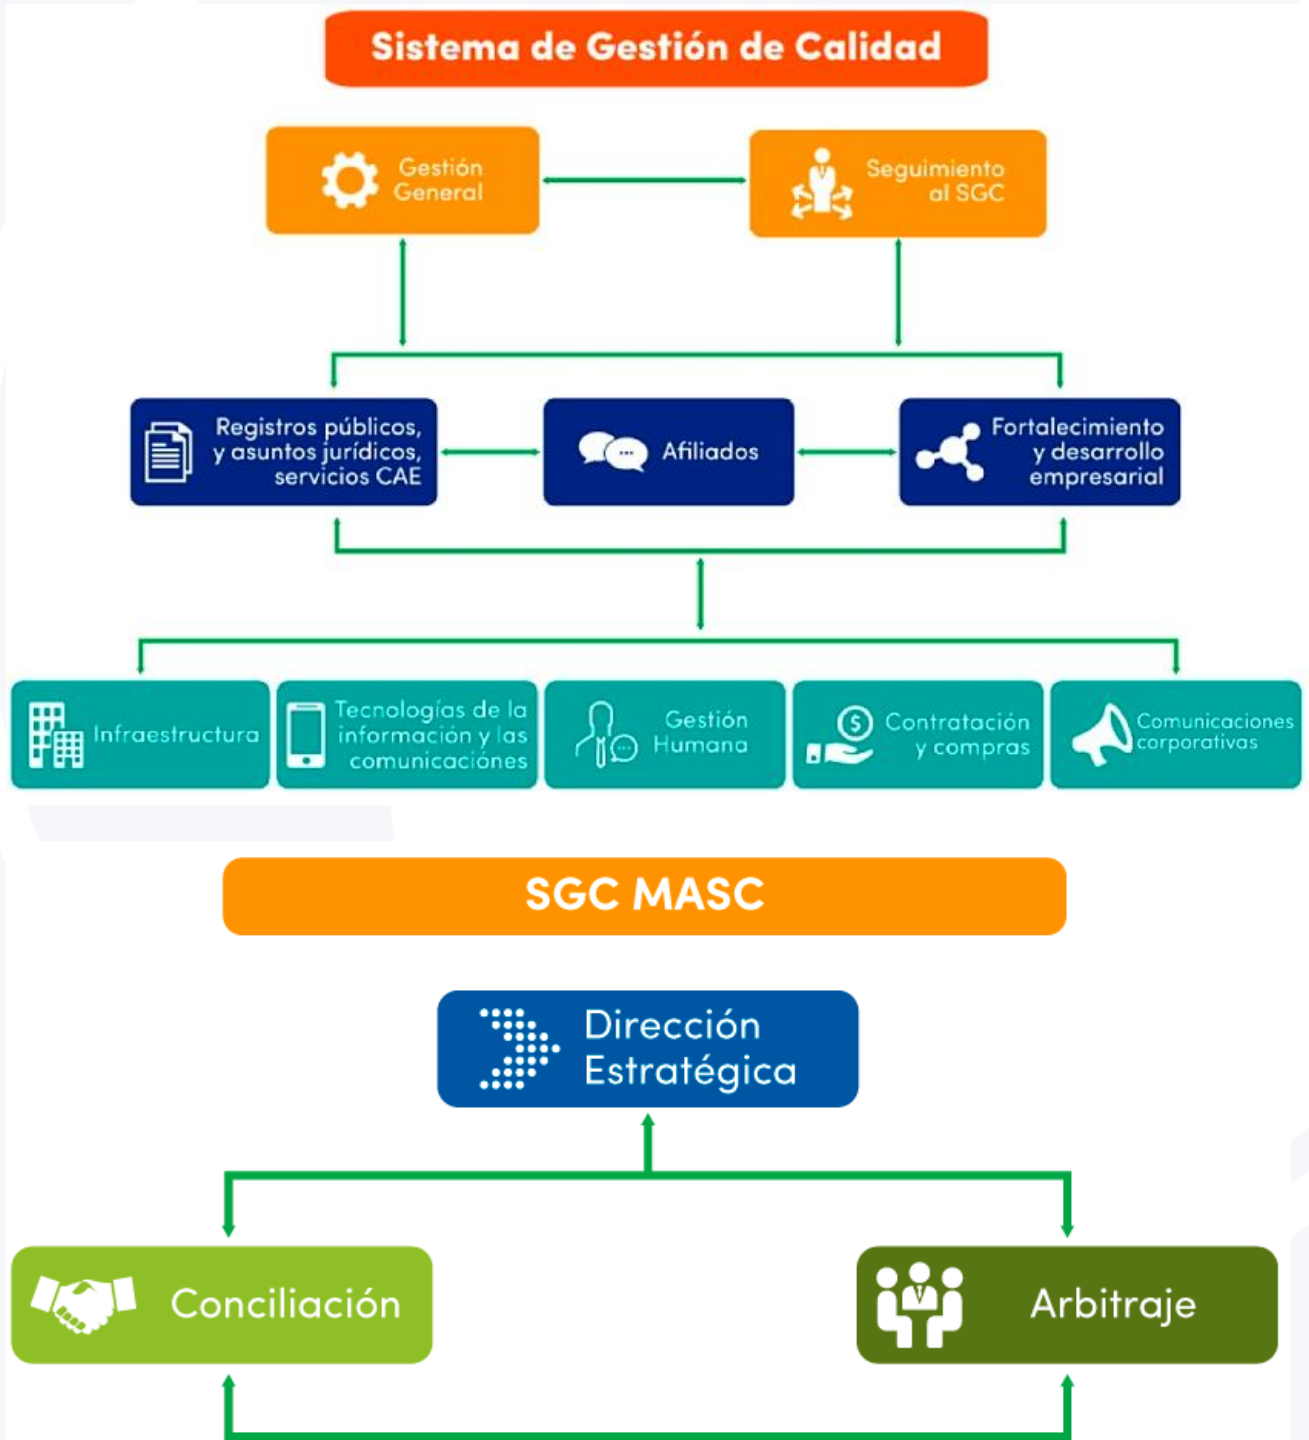 Sistema de Gestión de Calidad
Gestión
General
Seguimiento
al SGC
Registros públicos,
y asuntos jurídicos,
servicios CAE
Afiliados
Fortalecimiento
y desarrollo
empresarial
Infraestructura
Tecnologías de la
información y las
comunicaciónes
Gestión
Humana
$
Contratación
y compras
Comunicaciones
corporativas
SGC MASC
Dirección
Estratégica
Conciliación
Arbitraje